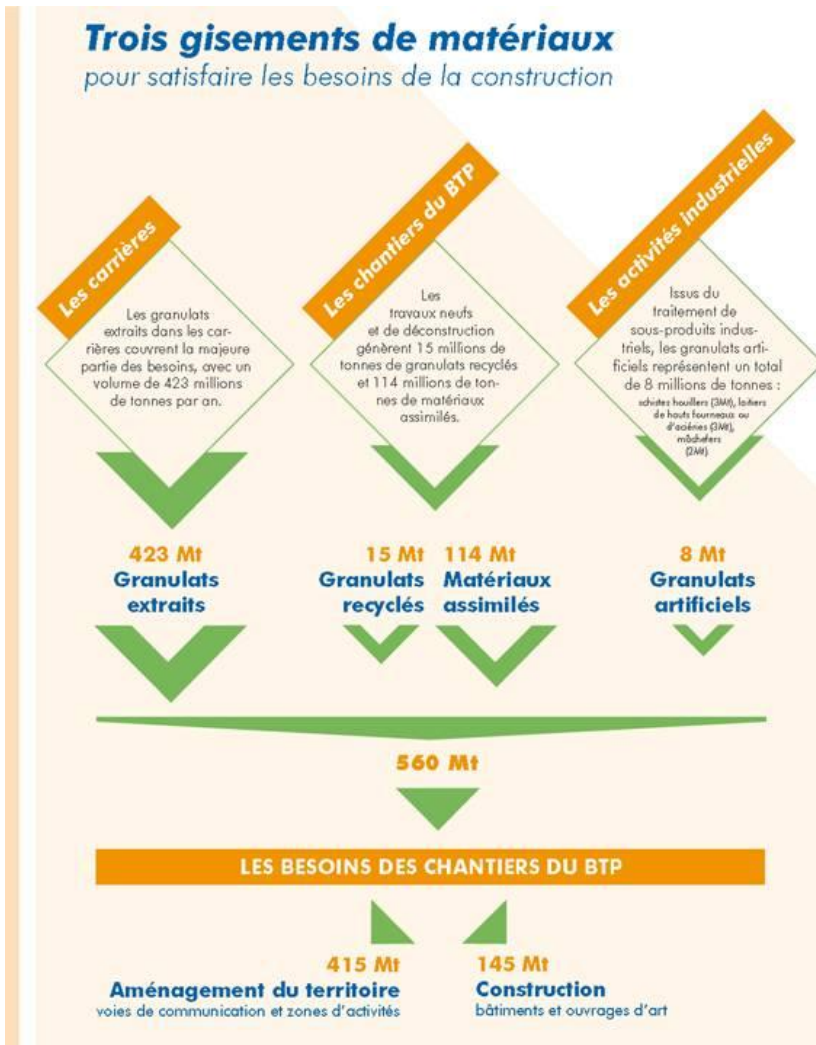 Trois gisements de matériaux
pour satisfaire les besoins de la construction
Les carrières
Les granulats
extraits dans les car-
rières couvrent la majeure
partie des besoins, avec un
volume de 423 millions
de tonnes par an.
Les chantiers du BTP
Les
travaux neufs
et de déconstruction
génèrent 15 millions de
tonnes de granulats recyclés
et 114 millions de ton-
nes de matériaux
assimilés.
Les activités industrielles
Issus du
traitement de
sous-produits indus-
triels, les granulats arti-
ficiels représentent un total
de 8 millions de tonnes :
schistes houillers (3Mt), laitiers
de hauts fourneaux ou
d'aciéries (3Mt),
mâchefers
(2Mt).
423 Mt
Granulats
extraits
15 Mt
Granulats
recyclés
114 Mt
Matériaux
assimilés
8 Mt
Granulats
artificiels
560 Mt
LES BESOINS DES CHANTIERS DU BTP
415 Mt
Aménagement du territoire
voies de communication et zones d'activités
145 Mt
Construction
bâtiments et ouvrages d'art